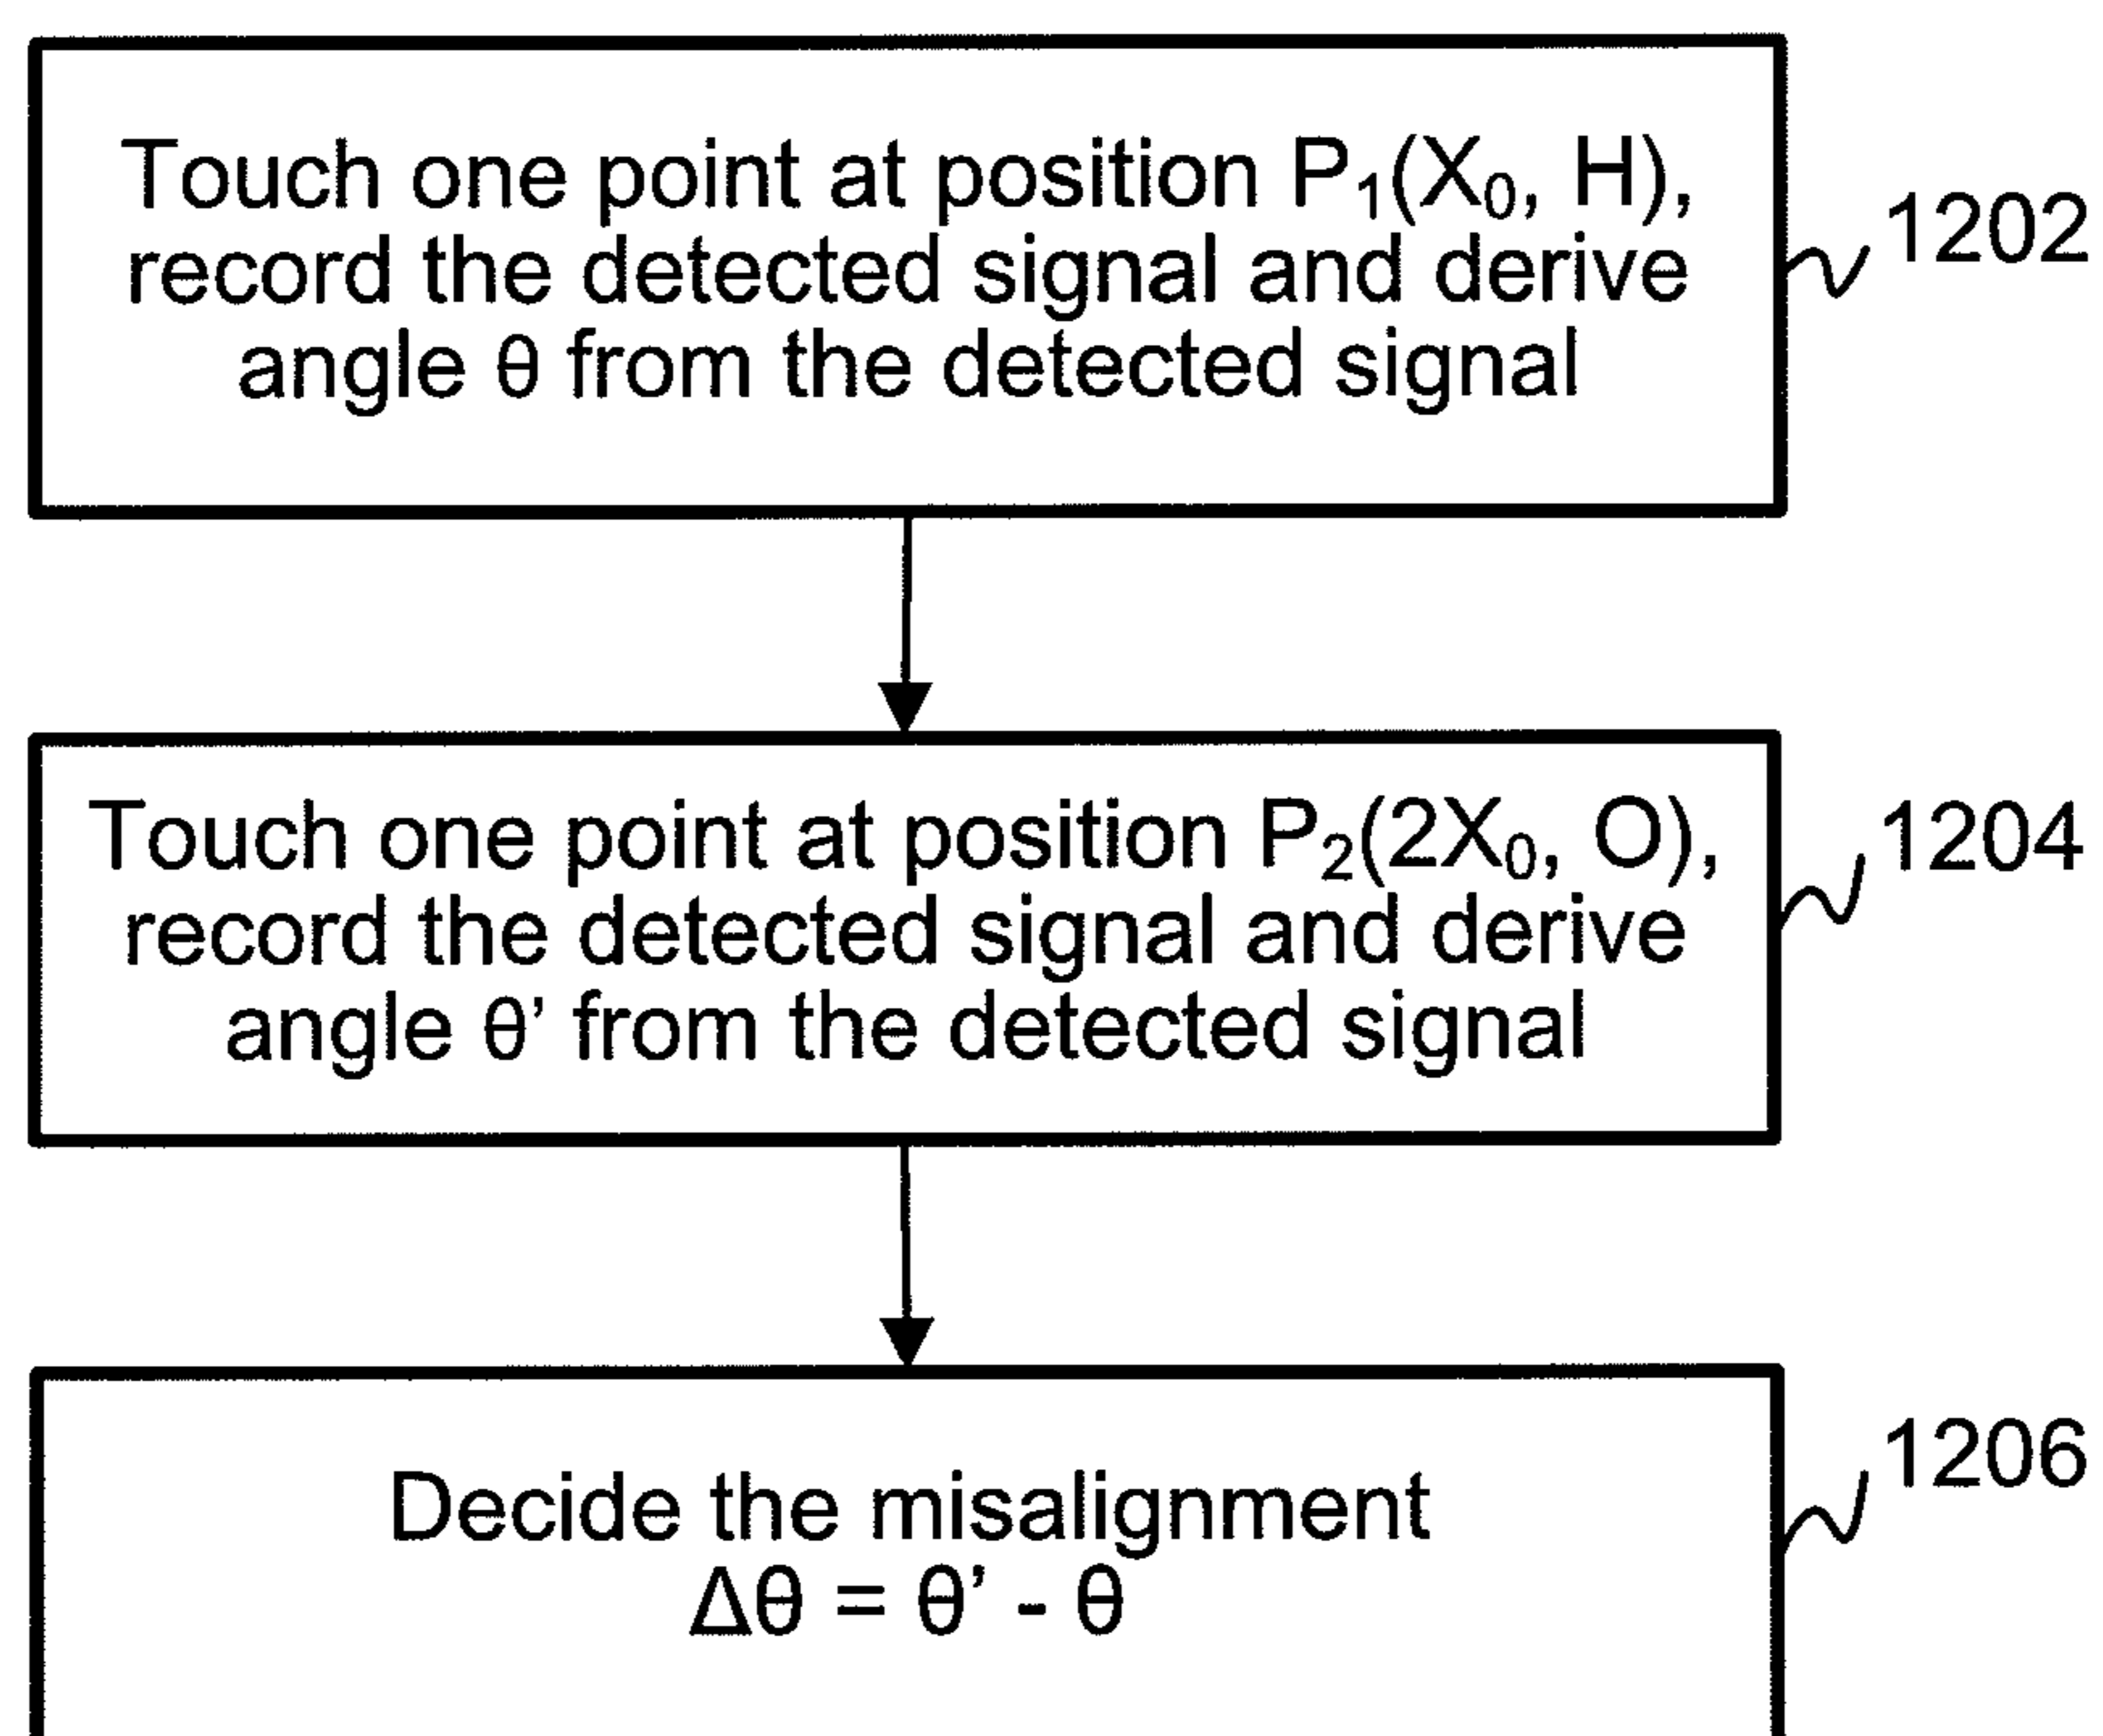 Touch one point at position P₁(X₀, H),
record the detected signal and derive
angle θ from the detected signal
1202
Touch one point at position P₂(2X₀, O),
record the detected signal and derive
angle θ’ from the detected signal
1204
Decide the misalignment
Δθ = θ’ - θ
1206